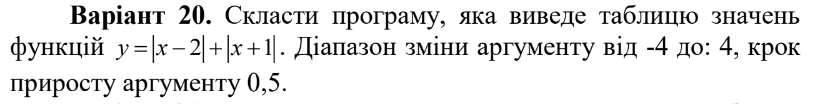 Варіант 20. Скласти програму, яка виведе таблицю значень
функцій y=|x−2|+|x+1|. Діапазон зміни аргументу від -4 до: 4, крок
приросту аргументу 0,5.